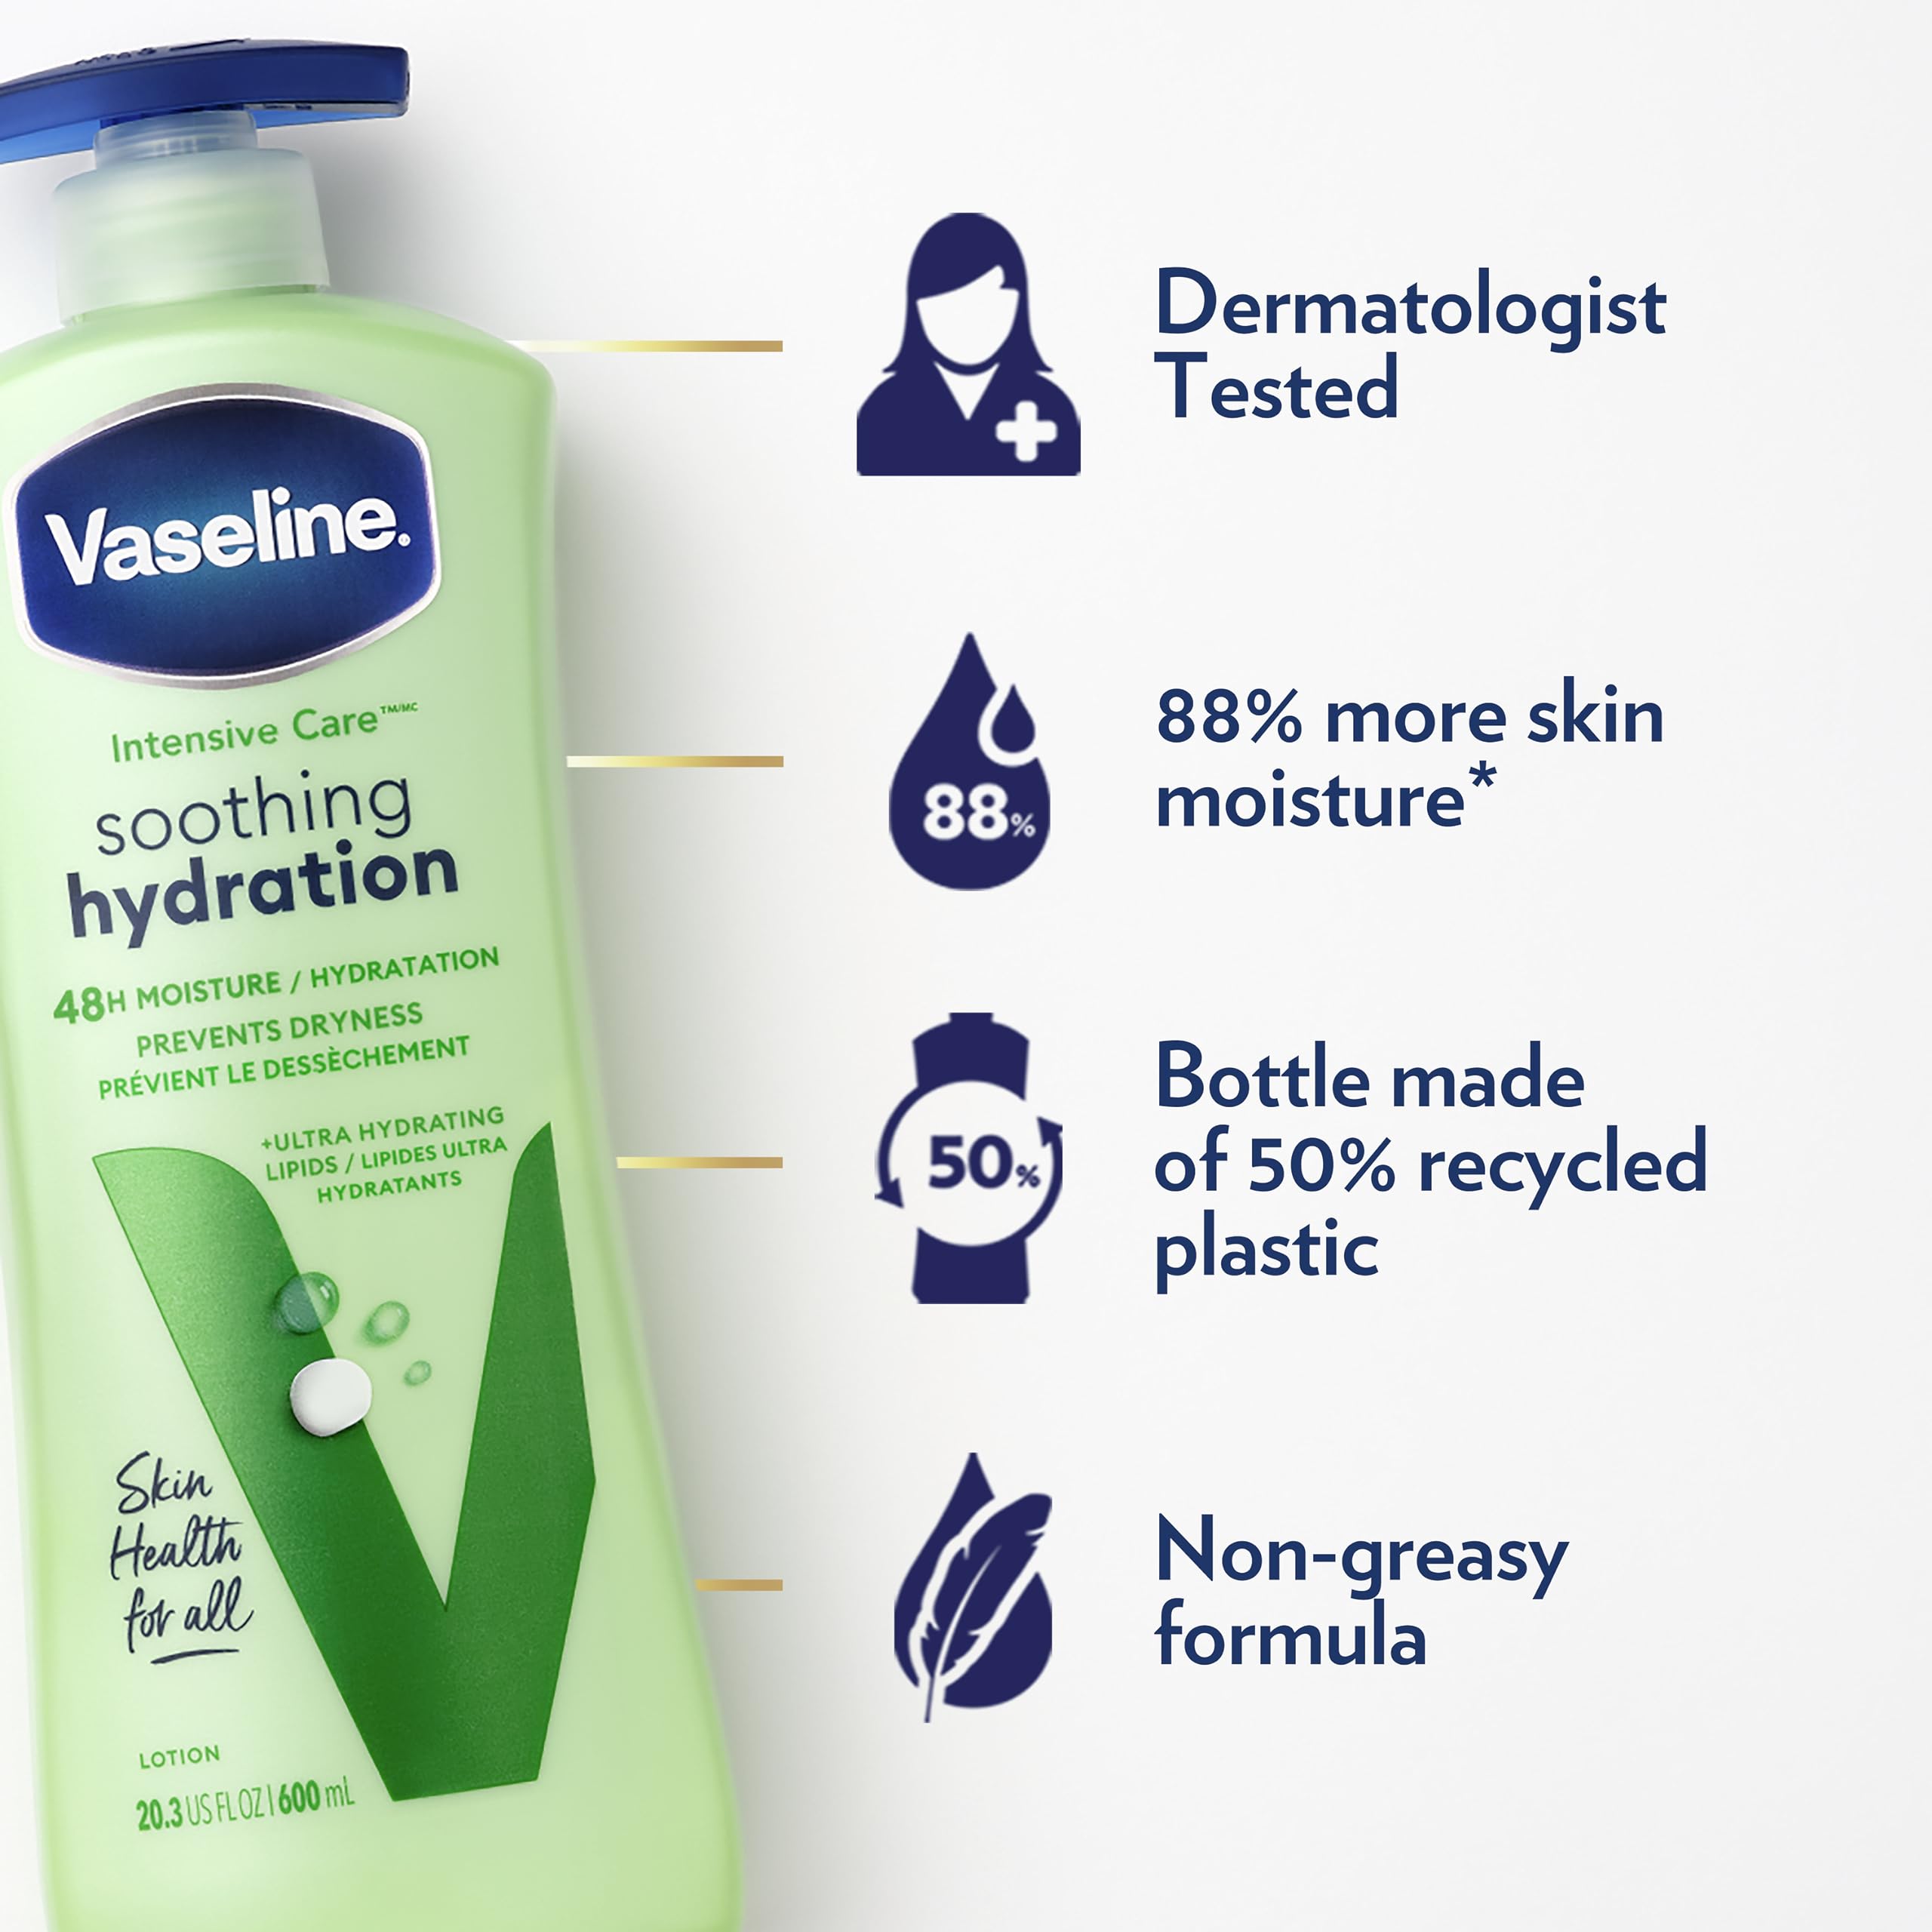 Vaseline.
Intensive Care™/MC
soothing
hydration
48H MOISTURE / HYDRATATION
PREVENTS DRYNESS
PRÉVIENT LE DESSÈCHEMENT
+ULTRA HYDRATING
LIPIDS / LIPIDES ULTRA
HYDRATANTS
Skin
Health
for all
LOTION
20.3 US FL OZ | 600 mL
Dermatologist
Tested
88%
88% more skin
moisture*
50%
Bottle made
of 50% recycled
plastic
Non-greasy
formula